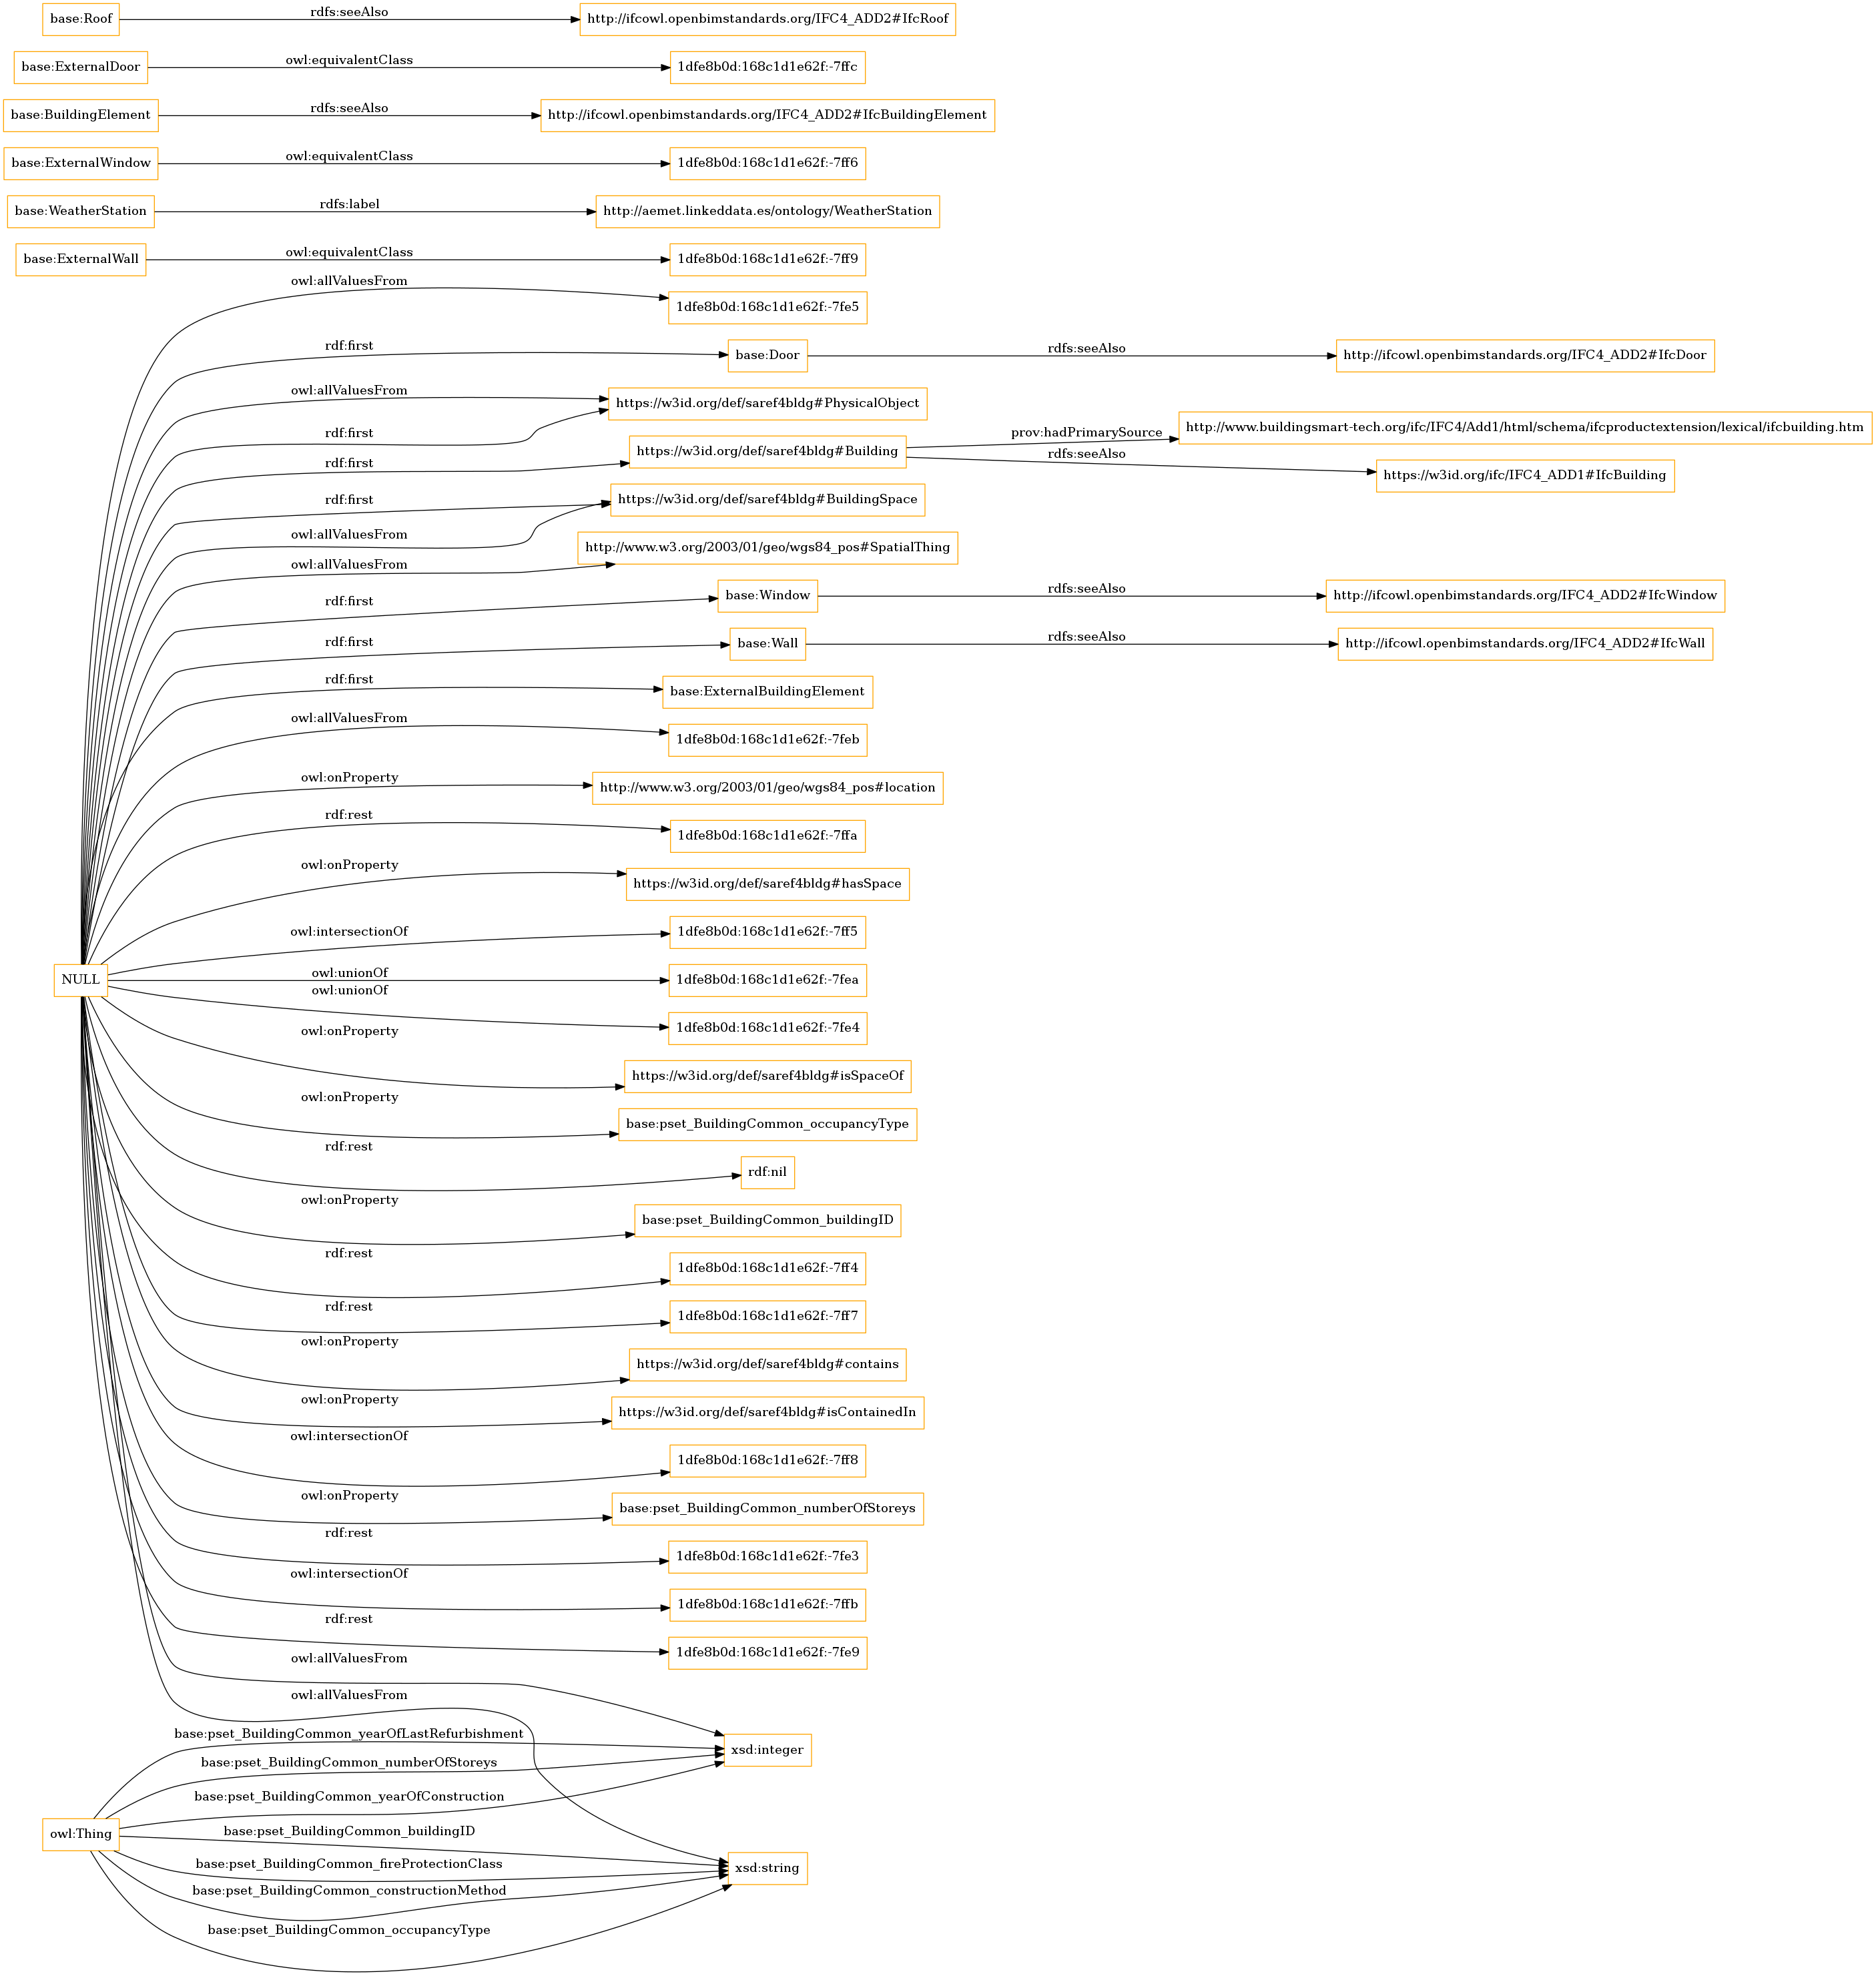 base:Roof
rdfs:seeAlso
http://ifcowl.openbimstandards.org/IFC4_ADD2#IfcRoof
base:ExternalDoor
owl:equivalentClass
1dfe8b0d:168c1d1e62f:-7ffc
base:BuildingElement
rdfs:seeAlso
http://ifcowl.openbimstandards.org/IFC4_ADD2#IfcBuildingElement
base:ExternalWindow
owl:equivalentClass
1dfe8b0d:168c1d1e62f:-7ff6
base:WeatherStation
rdfs:label
http://aemet.linkeddata.es/ontology/WeatherStation
base:ExternalWall
owl:equivalentClass
1dfe8b0d:168c1d1e62f:-7ff9
owl:allValuesFrom
1dfe8b0d:168c1d1e62f:-7fe5
rdf:first
base:Door
rdfs:seeAlso
http://ifcowl.openbimstandards.org/IFC4_ADD2#IfcDoor
owl:allValuesFrom
https://w3id.org/def/saref4bldg#PhysicalObject
rdf:first
rdf:first
https://w3id.org/def/saref4bldg#Building
prov:hadPrimarySource
http://www.buildingsmart-tech.org/ifc/IFC4/Add1/html/schema/ifcproductextension/lexical/ifcbuilding.htm
rdfs:seeAlso
https://w3id.org/ifc/IFC4_ADD1#IfcBuilding
rdf:first
https://w3id.org/def/saref4bldg#BuildingSpace
owl:allValuesFrom
owl:allValuesFrom
http://www.w3.org/2003/01/geo/wgs84_pos#SpatialThing
rdf:first
base:Window
rdfs:seeAlso
http://ifcowl.openbimstandards.org/IFC4_ADD2#IfcWindow
rdf:first
base:Wall
rdfs:seeAlso
http://ifcowl.openbimstandards.org/IFC4_ADD2#IfcWall
rdf:first
base:ExternalBuildingElement
owl:allValuesFrom
1dfe8b0d:168c1d1e62f:-7feb
owl:onProperty
http://www.w3.org/2003/01/geo/wgs84_pos#location
rdf:rest
1dfe8b0d:168c1d1e62f:-7ffa
owl:onProperty
https://w3id.org/def/saref4bldg#hasSpace
owl:intersectionOf
1dfe8b0d:168c1d1e62f:-7ff5
NULL
owl:unionOf
1dfe8b0d:168c1d1e62f:-7fea
owl:unionOf
1dfe8b0d:168c1d1e62f:-7fe4
owl:onProperty
https://w3id.org/def/saref4bldg#isSpaceOf
owl:onProperty
base:pset_BuildingCommon_occupancyType
rdf:rest
rdf:nil
owl:onProperty
base:pset_BuildingCommon_buildingID
rdf:rest
1dfe8b0d:168c1d1e62f:-7ff4
rdf:rest
1dfe8b0d:168c1d1e62f:-7ff7
owl:onProperty
https://w3id.org/def/saref4bldg#contains
owl:onProperty
https://w3id.org/def/saref4bldg#isContainedIn
owl:intersectionOf
1dfe8b0d:168c1d1e62f:-7ff8
owl:onProperty
base:pset_BuildingCommon_numberOfStoreys
rdf:rest
1dfe8b0d:168c1d1e62f:-7fe3
owl:intersectionOf
1dfe8b0d:168c1d1e62f:-7ffb
rdf:rest
1dfe8b0d:168c1d1e62f:-7fe9
owl:allValuesFrom
owl:allValuesFrom
base:pset_BuildingCommon_yearOfLastRefurbishment
xsd:integer
base:pset_BuildingCommon_numberOfStoreys
base:pset_BuildingCommon_yearOfConstruction
owl:Thing
base:pset_BuildingCommon_buildingID
base:pset_BuildingCommon_fireProtectionClass
xsd:string
base:pset_BuildingCommon_constructionMethod
base:pset_BuildingCommon_occupancyType